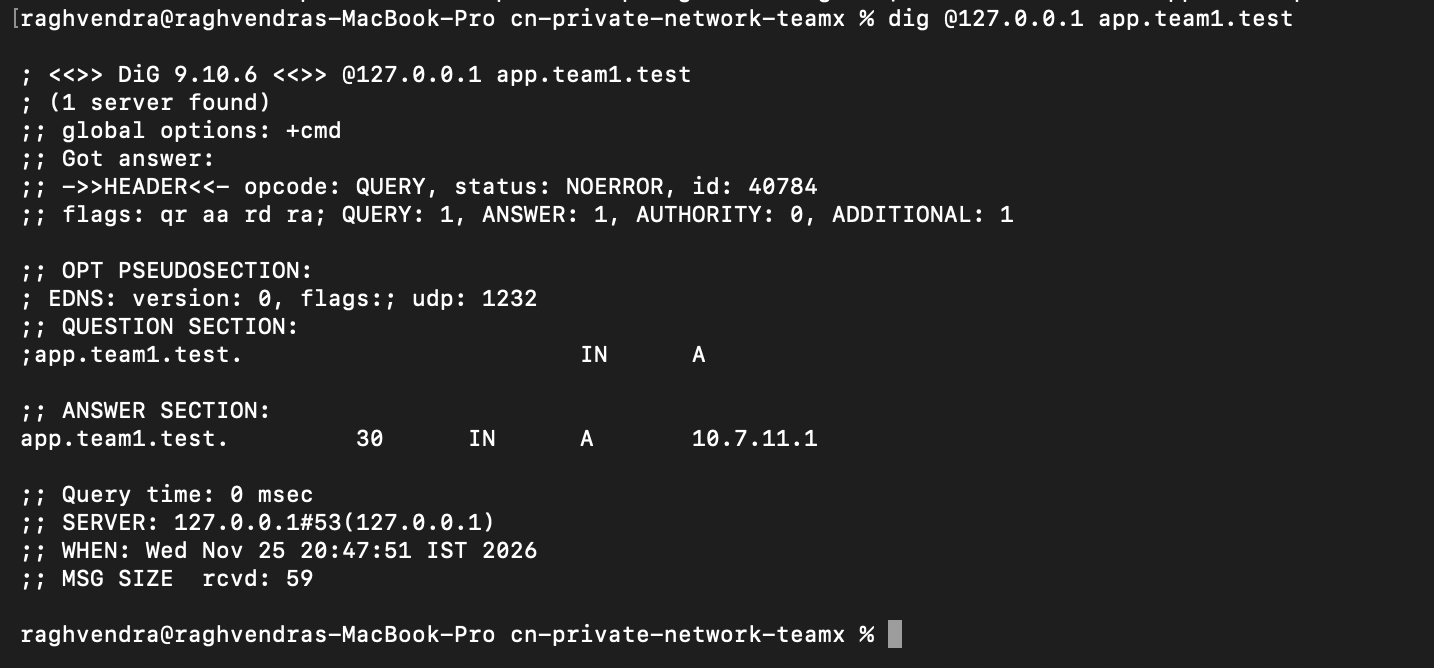 [raghvendra@raghvendras-MacBook-Pro cn-private-network-teamx % dig @127.0.0.1 app.team1.test
; <<>> DiG 9.10.6 <<>> @127.0.0.1 app.team1.test
; (1 server found)
;; global options: +cmd
;; Got answer:
;; ->>HEADER<<- opcode: QUERY, status: NOERROR, id: 40784
;; flags: qr aa rd ra; QUERY: 1, ANSWER: 1, AUTHORITY: 0, ADDITIONAL: 1
;; OPT PSEUDOSECTION:
; EDNS: version: 0, flags:; udp: 1232
;; QUESTION SECTION:
;app.team1.test. IN A
;; ANSWER SECTION:
app.team1.test. 30 IN A 10.7.11.1
;; Query time: 0 msec
;; SERVER: 127.0.0.1#53(127.0.0.1)
;; WHEN: Wed Nov 25 20:47:51 IST 2026
;; MSG SIZE rcvd: 59
raghvendra@raghvendras-MacBook-Pro cn-private-network-teamx %